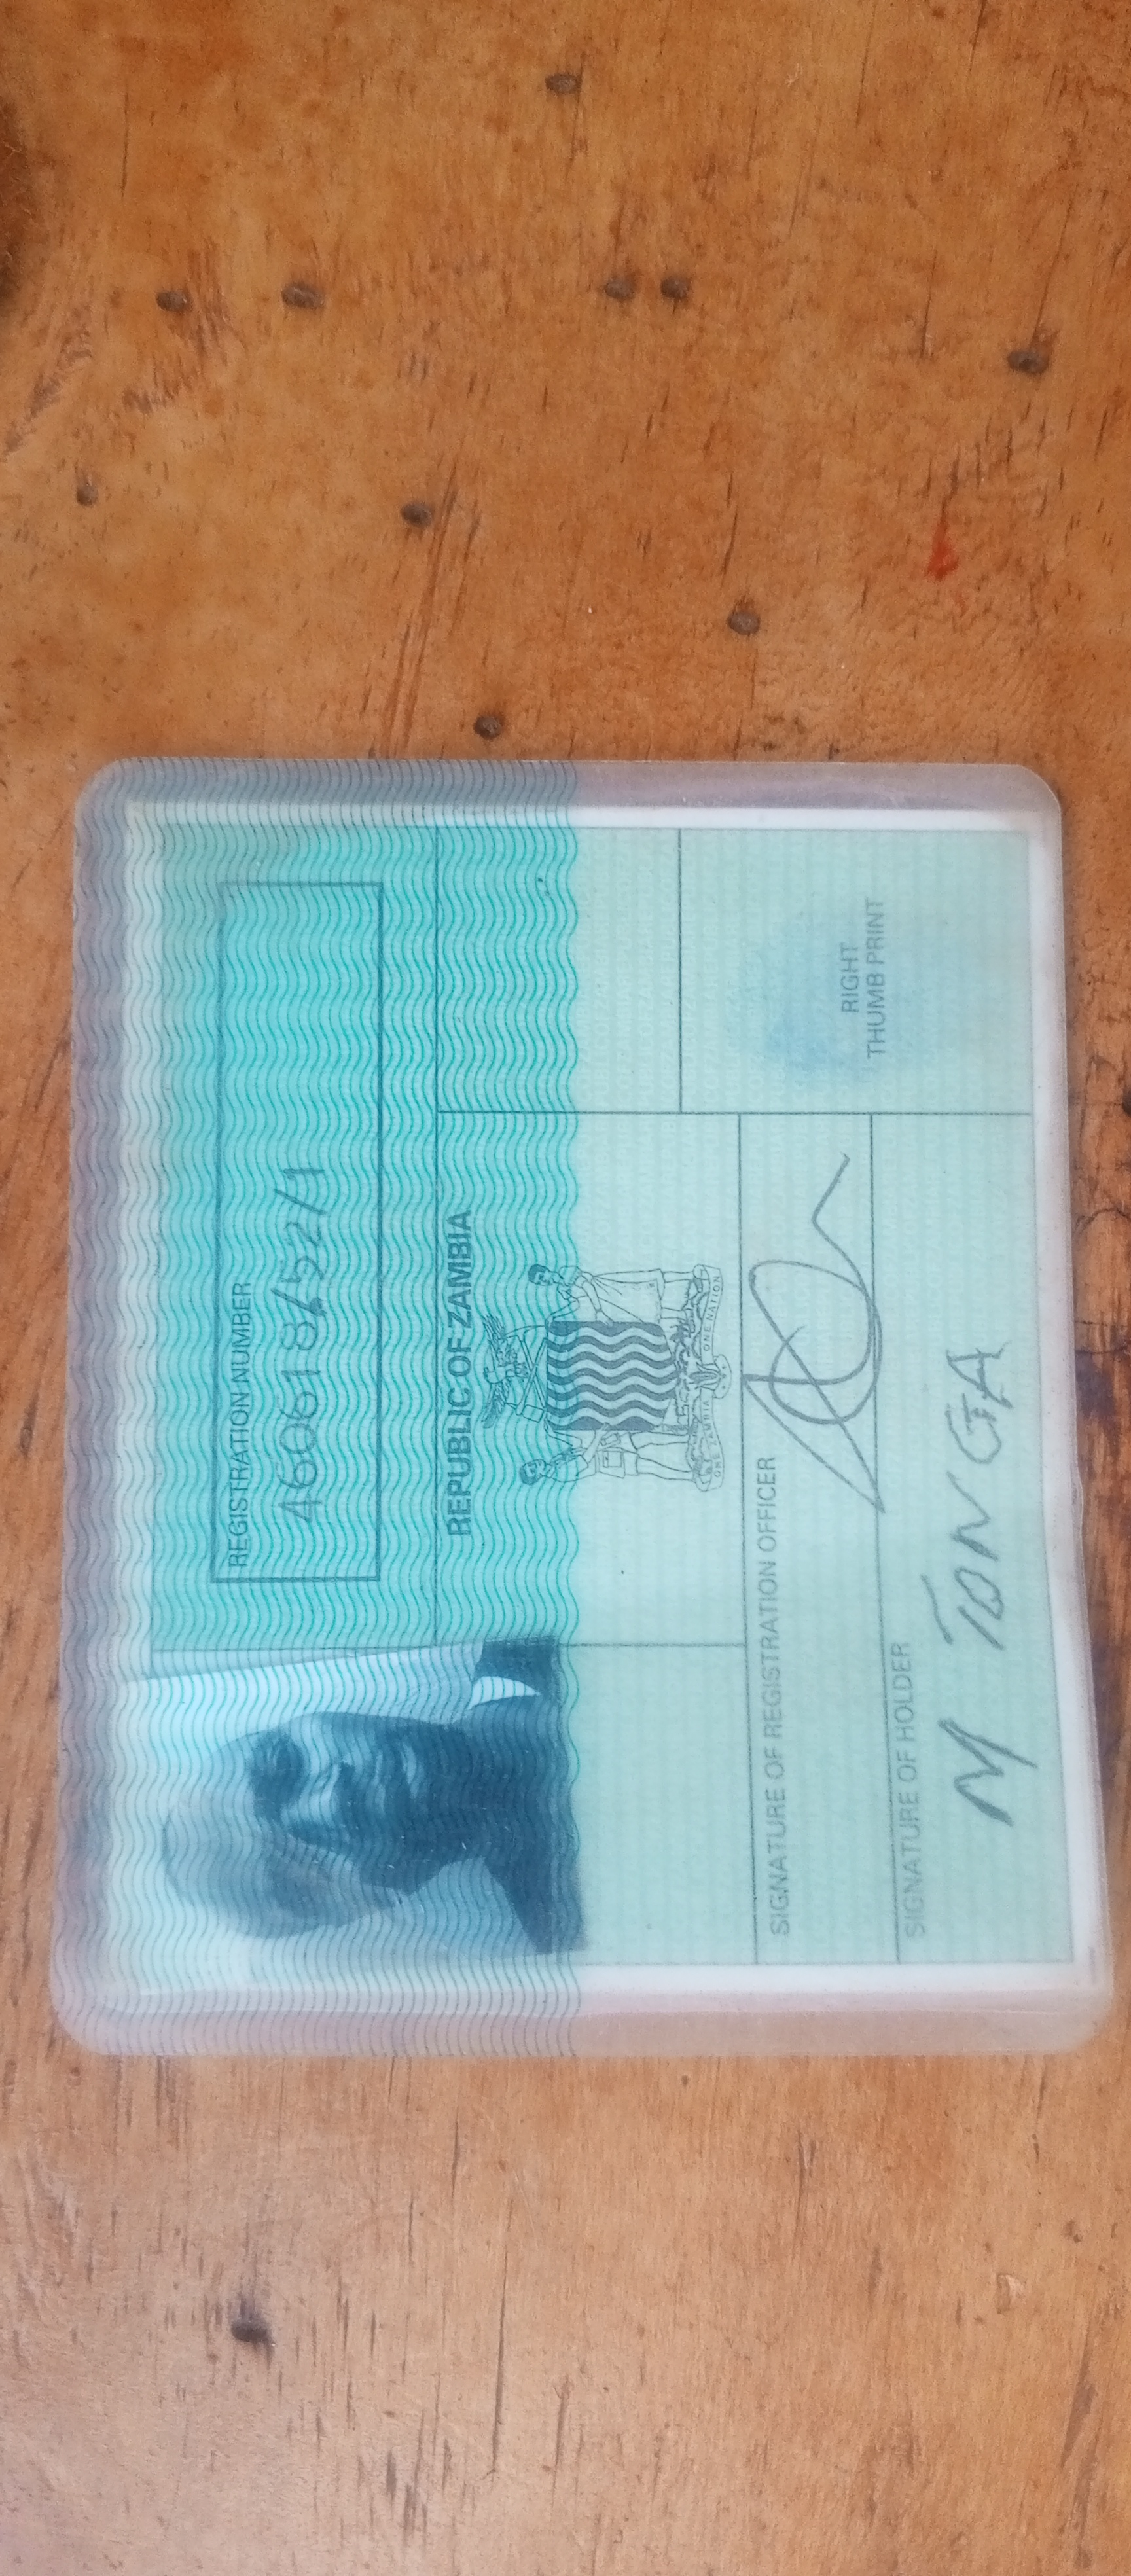 REGISTRATION NUMBER
460618/52/1
REPUBLIC OF ZAMBIA
ONE ZAMBIA ONE NATION
SIGNATURE OF REGISTRATION OFFICER
SIGNATURE OF HOLDER
M TONGA
RIGHT
THUMB PRINT